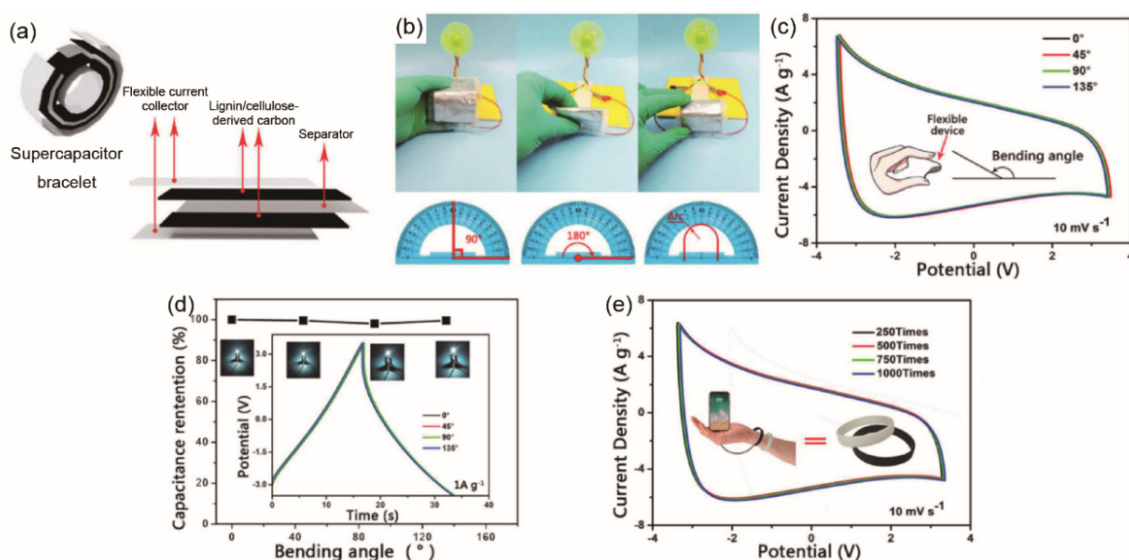 (a)
Flexible current
collector
Lignin/cellulose-
derived carbon
Separator
Supercapacitor
bracelet
(b)
90°
180°
Arc
(c)
Current Density (A g⁻¹)
8
4
0
-4
-8
0°
45°
90°
135°
Flexible
device
Bending angle
10 mV s⁻¹
-4
-2
0
2
4
Potential (V)
(d)
Capacitance rentention (%)
100
80
60
40
20
0
Potential (V)
3.0
1.5
0.0
-1.5
-3.0
0°
45°
90°
135°
1A g⁻¹
0
10
20
30
40
Time (s)
0
40
80
120
160
Bending angle (°)
(e)
Current Density (A g⁻¹)
8
4
0
-4
-8
250Times
500Times
750Times
1000Times
10 mV s⁻¹
-4
-2
0
2
4
Potential (V)